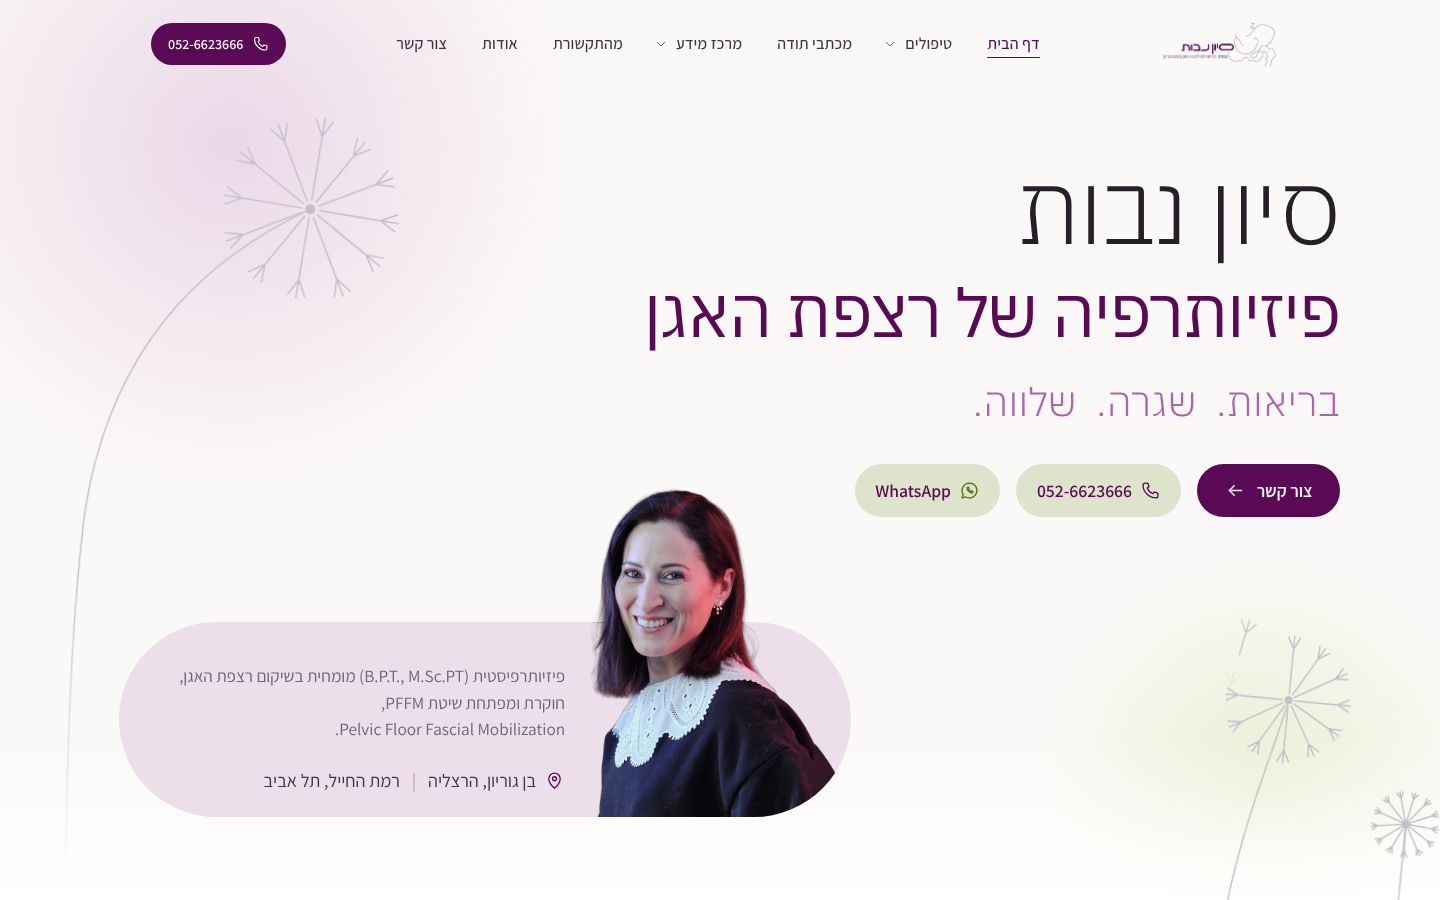 סיון נבות
דף הבית
טיפולים
מכתבי תודה
מרכז מידע
מהתקשורת
אודות
צור קשר
052-6623666
סיון נבות
פיזיותרפיה של רצפת האגן
בריאות. שגרה. שלווה.
צור קשר
052-6623666
WhatsApp
פיזיותרפיסטית (B.P.T., M.Sc.PT) מומחית בשיקום רצפת האגן,
חוקרת ומפתחת שיטת PFFM,
Pelvic Floor Fascial Mobilization.
בן גוריון, הרצליה | רמת החייל, תל אביב